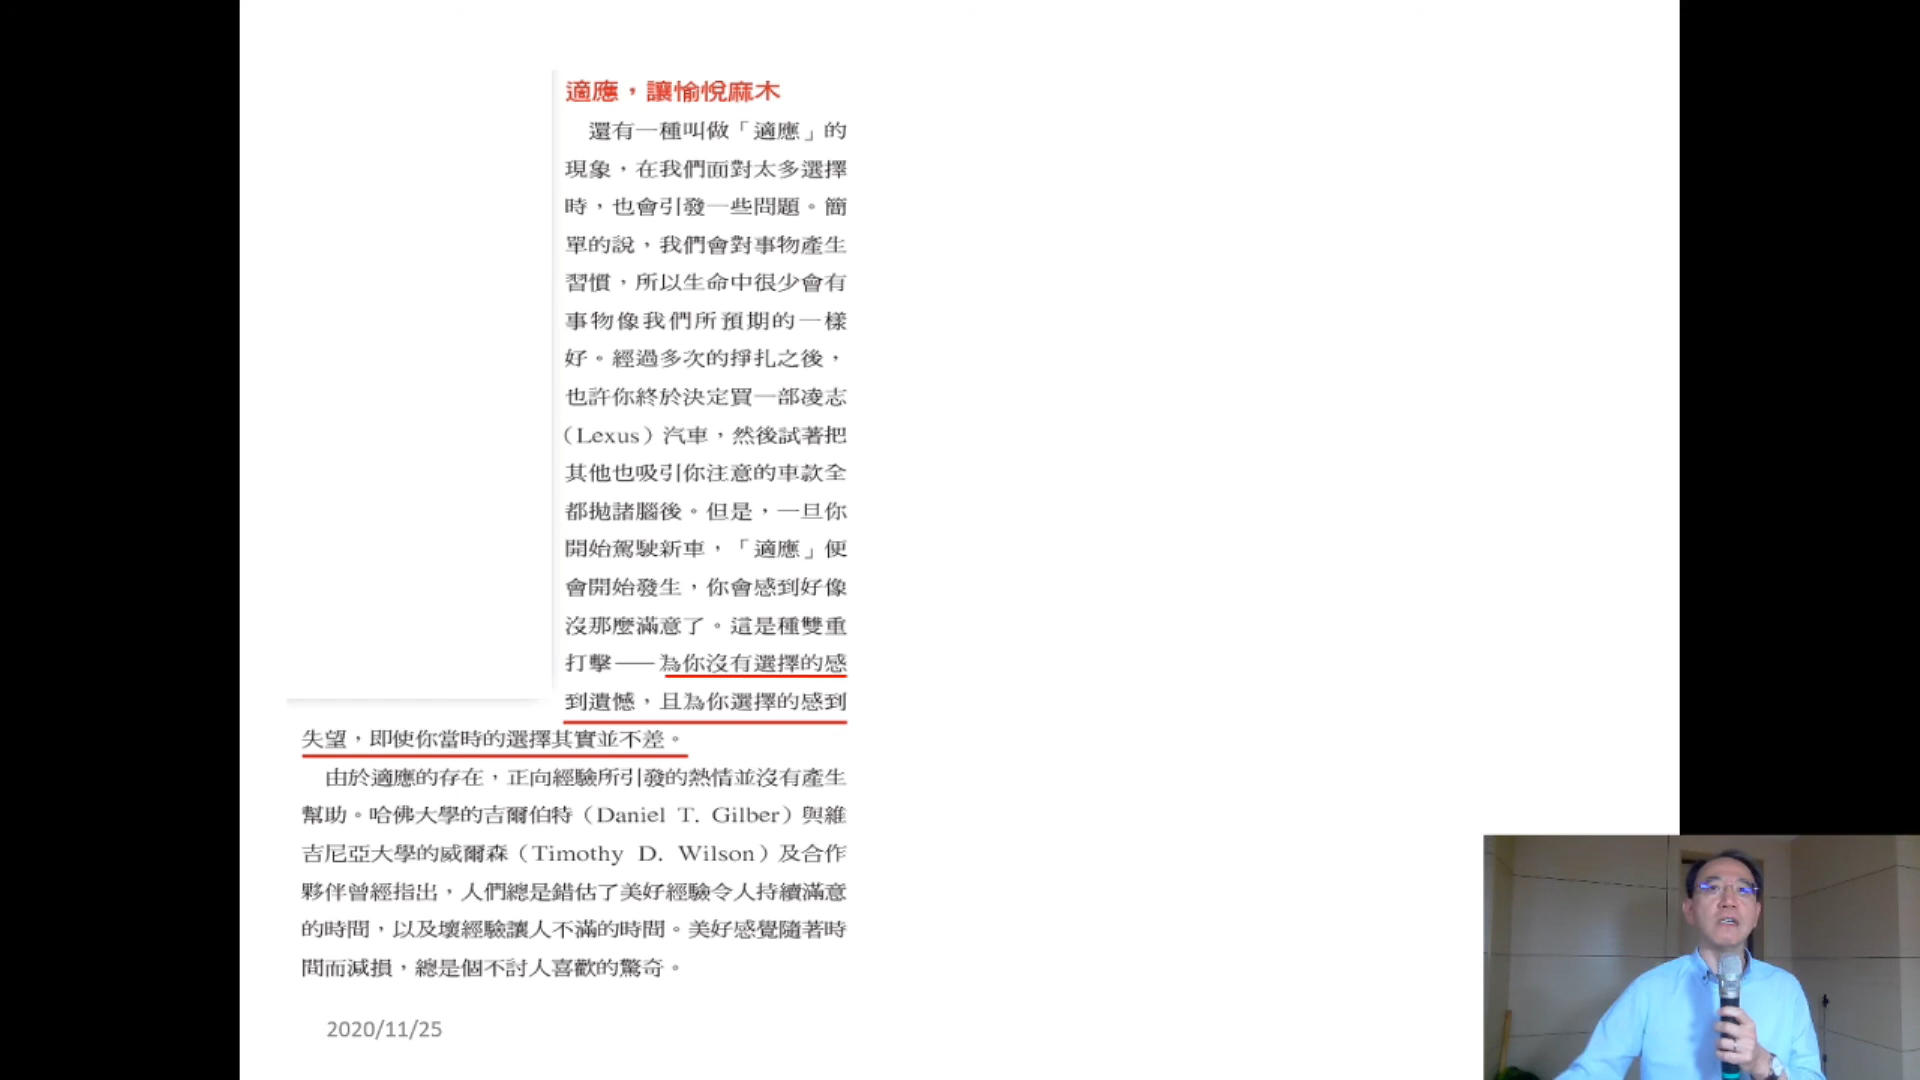 適應，讓愉悅麻木
還有一種叫做「適應」的
現象，在我們面對太多選擇
時，也會引發一些問題。簡
單的說，我們會對事物產生
習慣，所以生命中很少會有
事物像我們所預期的一樣
好。經過多次的掙扎之後，
也許你終於決定買一部凌志
（Lexus）汽車，然後試著把
其他也吸引你注意的車款全
都拋諸腦後。但是，一旦你
開始駕駛新車，「適應」便
會開始發生，你會感到好像
沒那麼滿意了。這是種雙重
打擊——為你沒有選擇的感
到遺憾，且為你選擇的感到
失望，即使你當時的選擇其實並不差。
由於適應的存在，正向經驗所引發的熱情並沒有產生
幫助。哈佛大學的吉爾伯特（Daniel T. Gilber）與維
吉尼亞大學的威爾森（Timothy D. Wilson）及合作
夥伴曾經指出，人們總是錯估了美好經驗令人持續滿意
的時間，以及壞經驗讓人不滿的時間。美好感覺隨著時
間而減損，總是個不討人喜歡的驚奇。
2020/11/25